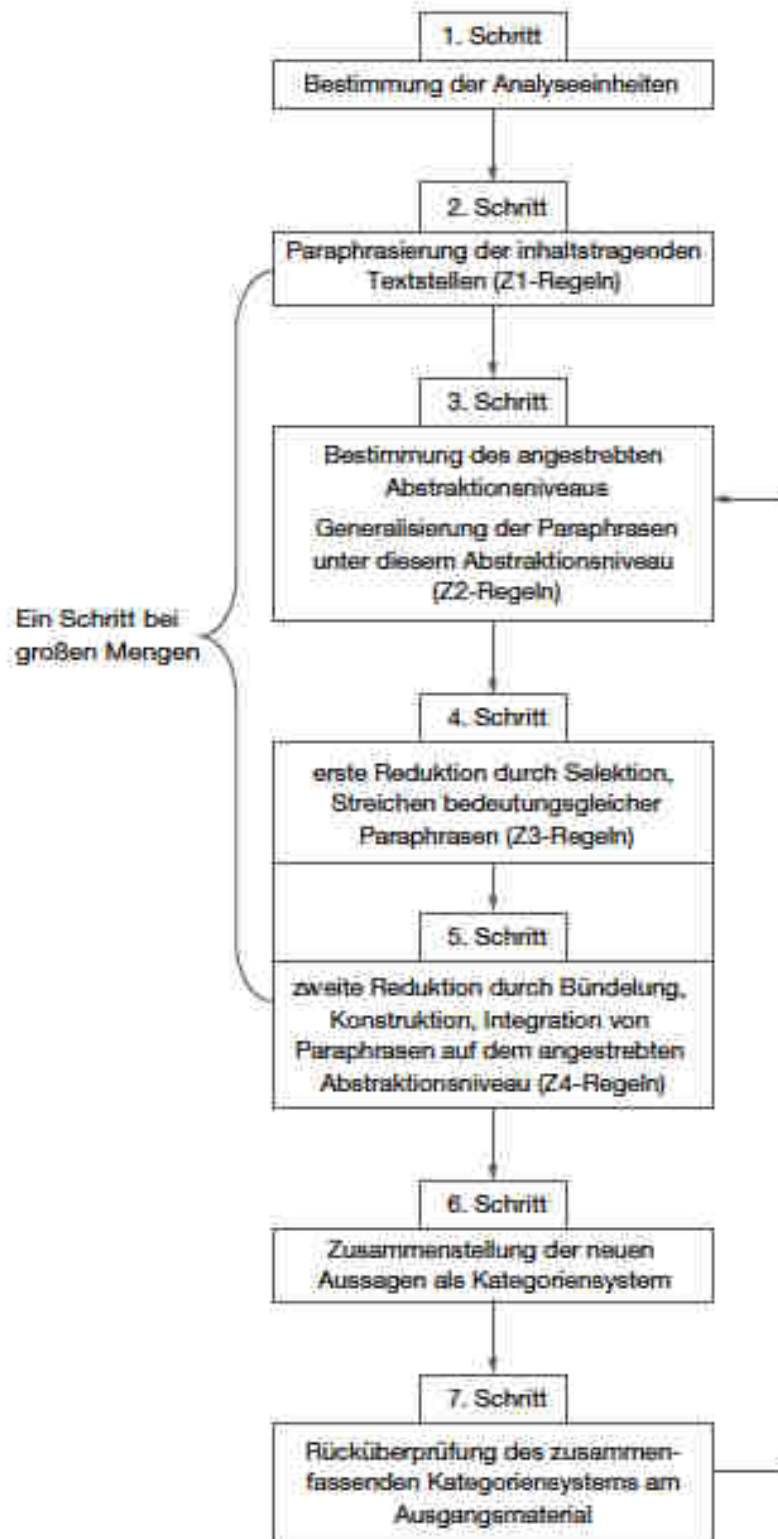 1. Schritt
Bestimmung der Analyseeinheiten
2. Schritt
Paraphrasierung der inhaltstragenden
Textstellen (Z1-Regeln)
3. Schritt
Bestimmung des angestrebten
Abstraktionsniveaus
Generalisierung der Paraphrasen
unter diesem Abstraktionsniveau
(Z2-Regeln)
Ein Schritt bei
großen Mengen
4. Schritt
erste Reduktion durch Selektion,
Streichen bedeutungsgleicher
Paraphrasen (Z3-Regeln)
5. Schritt
zweite Reduktion durch Bündelung,
Konstruktion, Integration von
Paraphrasen auf dem angestrebten
Abstraktionsniveau (Z4-Regeln)
6. Schritt
Zusammenstellung der neuen
Aussagen als Kategoriensystem
7. Schritt
Rücküberprüfung des zusammen-
fassenden Kategoriensystems am
Ausgangsmaterial